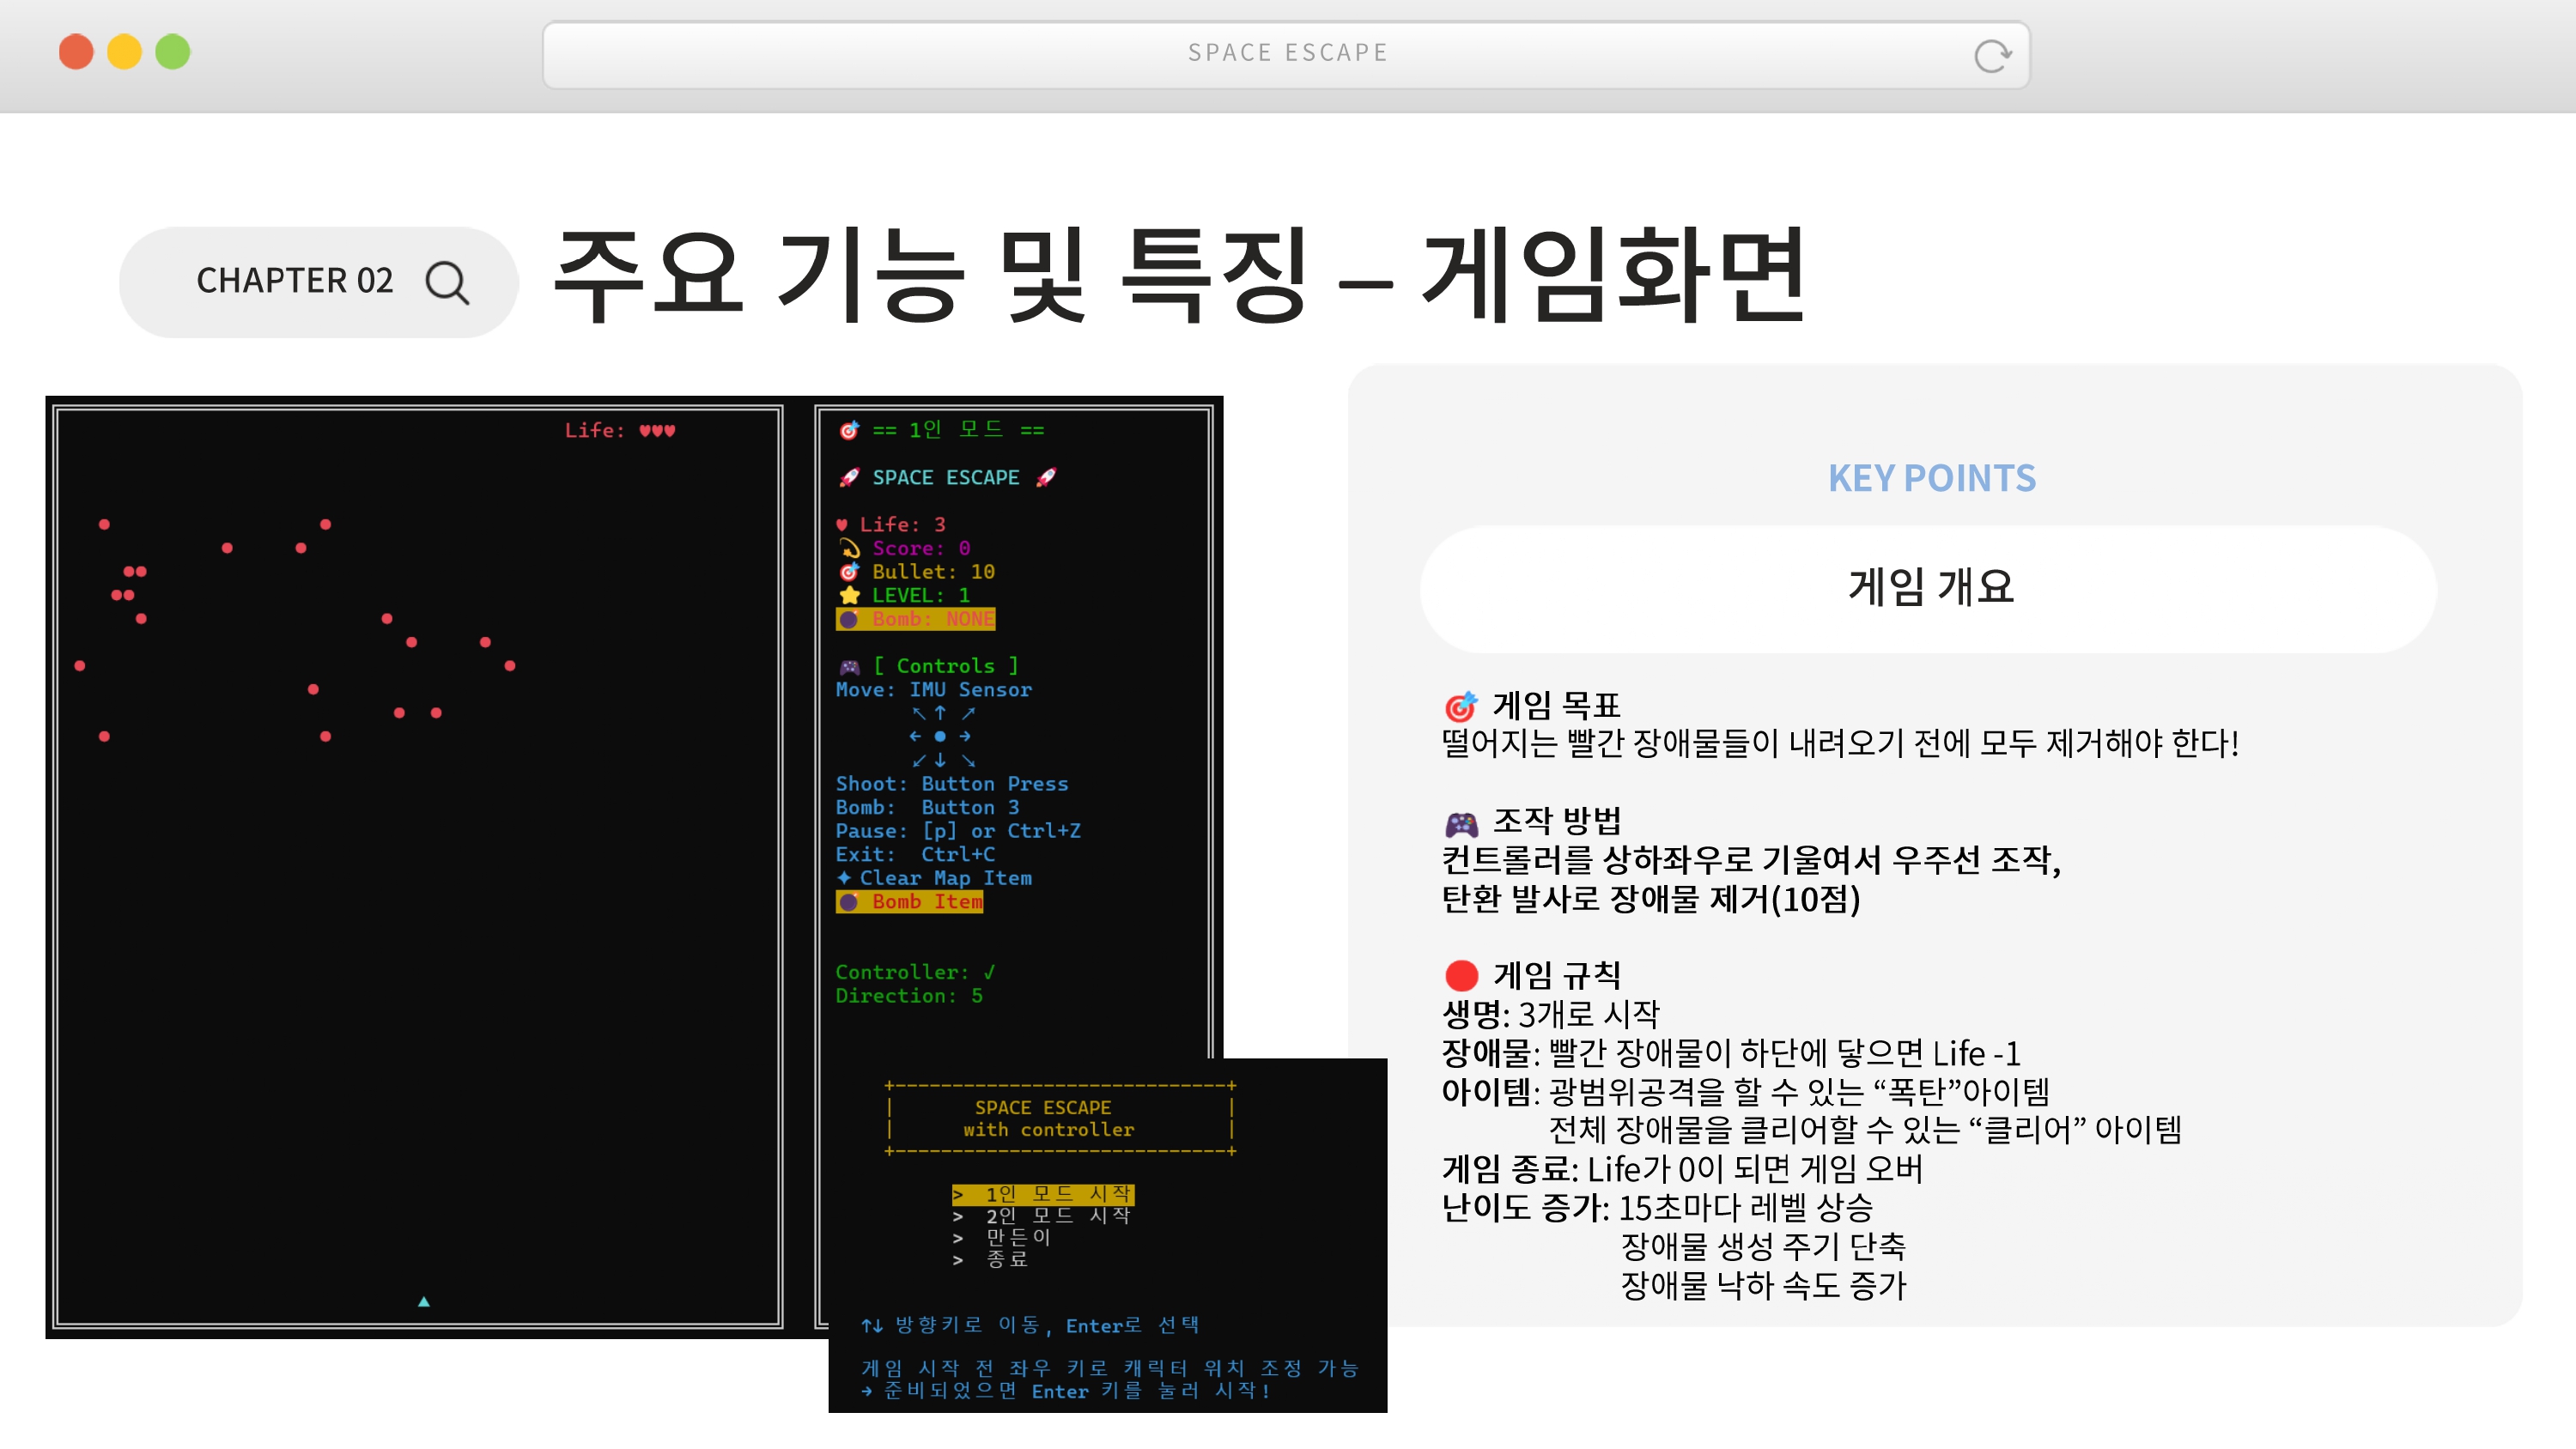 SPACE ESCAPE
CHAPTER 02
주요 기능 및 특징 – 게임화면
Life: ♥♥♥
🎯 == 1인 모드 ==
🚀 SPACE ESCAPE 🚀
♥ Life: 3
💫 Score: 0
🎯 Bullet: 10
⭐ LEVEL: 1
💣 Bomb: NONE
🎮 [ Controls ]
Move: IMU Sensor
↖ ↑ ↗
← ● →
↙ ↓ ↘
Shoot: Button Press
Bomb: Button 3
Pause: [p] or Ctrl+Z
Exit: Ctrl+C
✦ Clear Map Item
💣 Bomb Item
Controller: √
Direction: 5
SPACE ESCAPE
with controller
> 1인 모드 시작
> 2인 모드 시작
> 만든이
> 종료
↑↓ 방향키로 이동, Enter로 선택
게임 시작 전 좌우 키로 캐릭터 위치 조정 가능
→ 준비되었으면 Enter 키를 눌러 시작!
KEY POINTS
게임 개요
🎯 게임 목표
떨어지는 빨간 장애물들이 내려오기 전에 모두 제거해야 한다!
🎮 조작 방법
컨트롤러를 상하좌우로 기울여서 우주선 조작,
탄환 발사로 장애물 제거(10점)
🔴 게임 규칙
생명: 3개로 시작
장애물: 빨간 장애물이 하단에 닿으면 Life -1
아이템: 광범위공격을 할 수 있는 “폭탄”아이템
전체 장애물을 클리어할 수 있는 “클리어” 아이템
게임 종료: Life가 0이 되면 게임 오버
난이도 증가: 15초마다 레벨 상승
장애물 생성 주기 단축
장애물 낙하 속도 증가